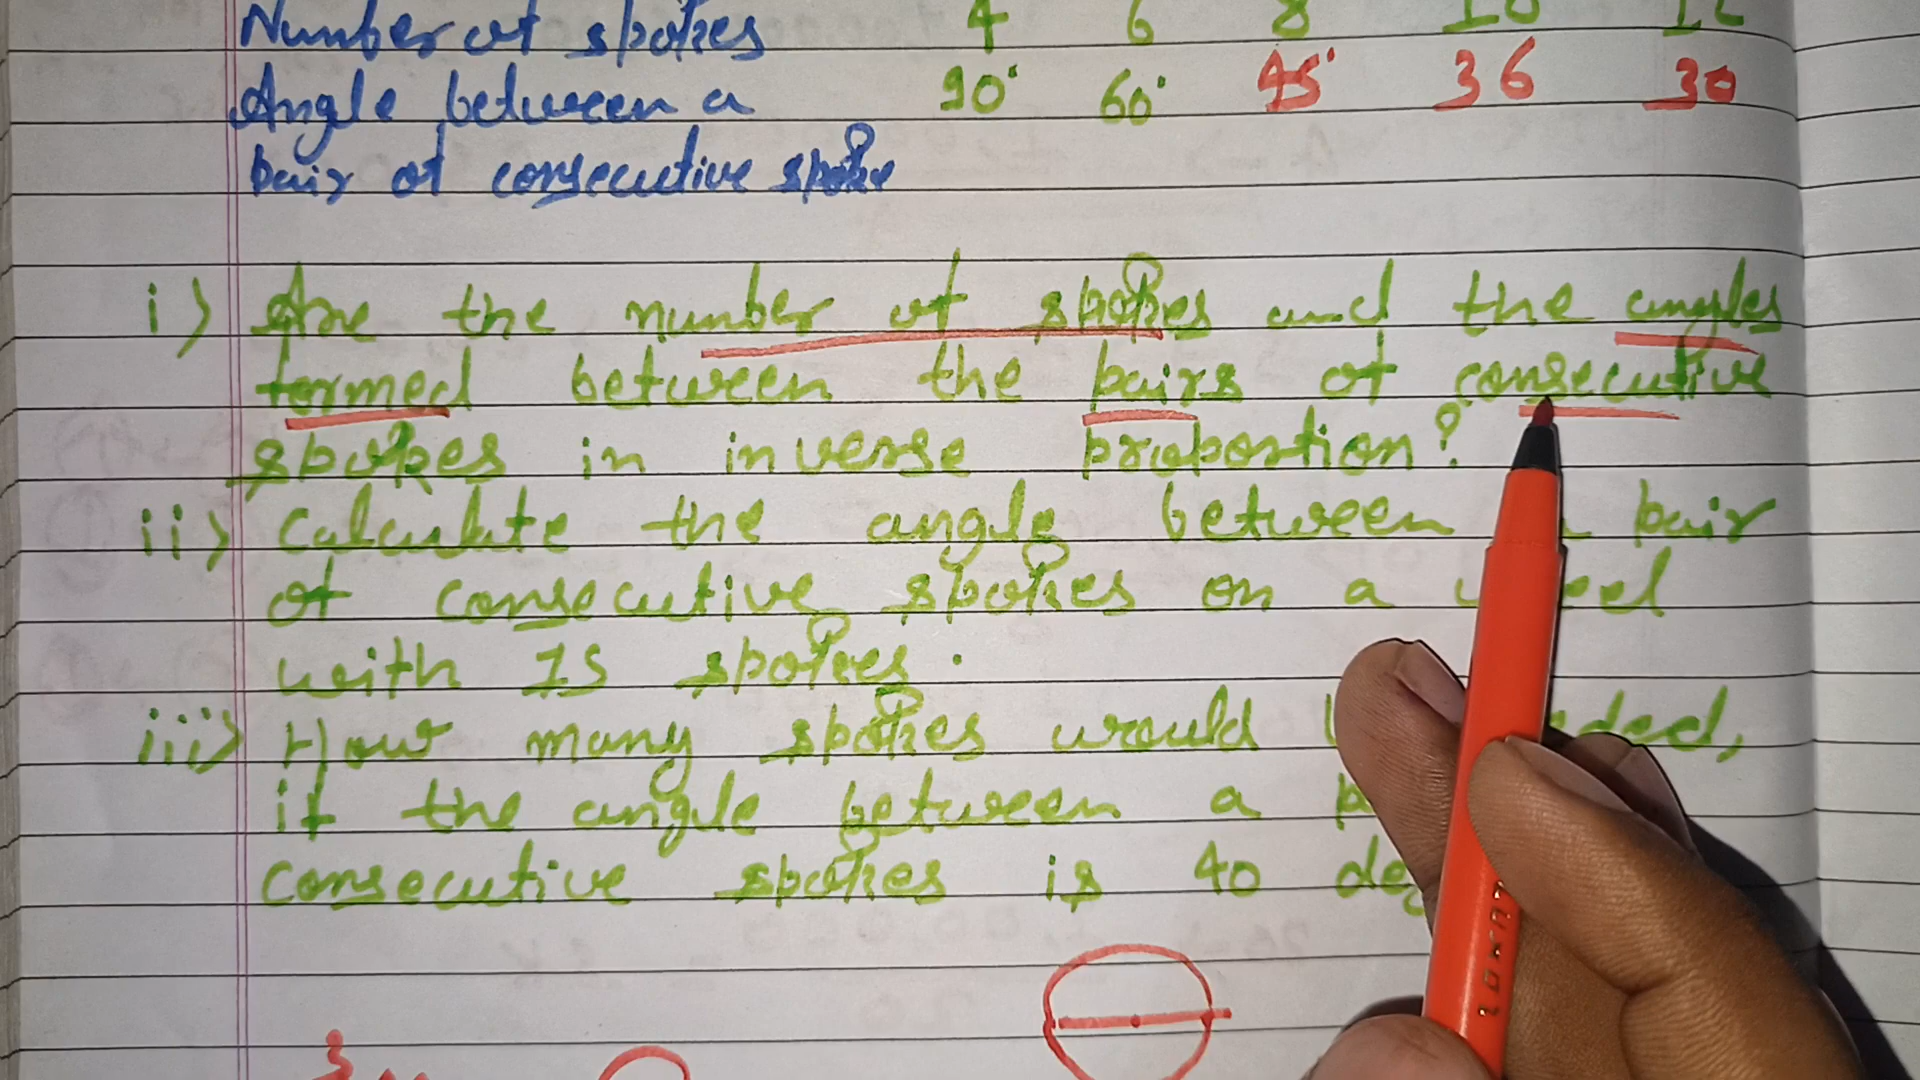 Number of spokes 4 6 8 10 12
Angle between a 90° 60° 45° 36 30
pair of consecutive spoke
i) Are the number of spokes and the angles
formed between the pairs of consecutive
spokes in inverse proportion?
ii) Calculate the angle between pair
of consecutive spokes on a
with 15 spokes.
iii) How many spokes would
if the angle between a
consecutive spokes is 40
LUXOR